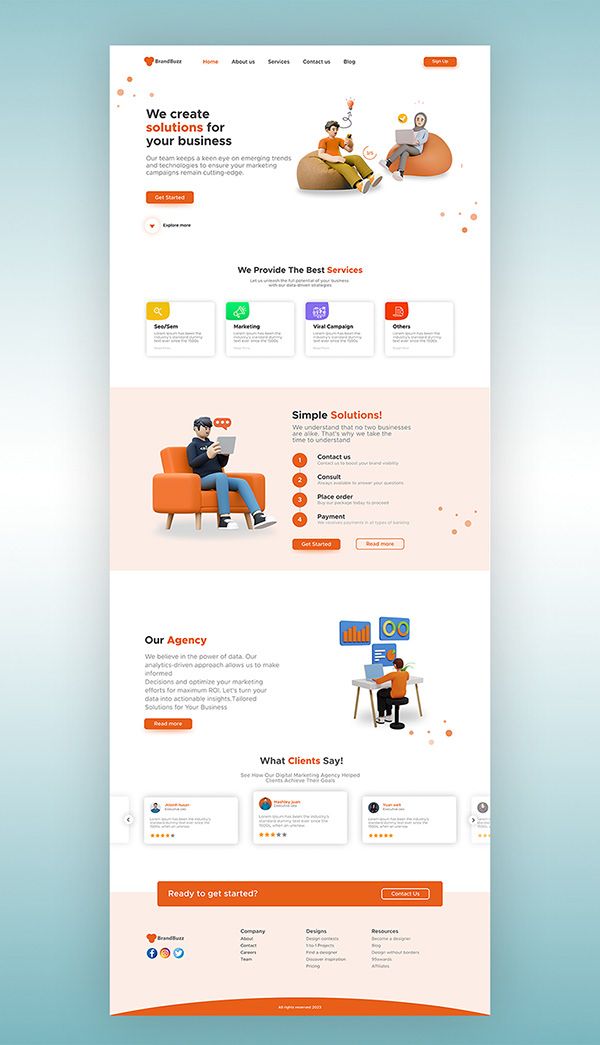 BrandBuzz
Home
About us
Services
Contact us
Blog
Sign Up
We create
solutions for
your business
Our team keeps a keen eye on emerging trends
and technologies to ensure your marketing
campaigns remain cutting-edge.
Get Started
Explore more
We Provide The Best Services
Let us unleash the full potential of your business
with our data-driven strategies
Seo/Sem
Lorem Ipsum has been the
industry's standard dummy
text ever since the 1500s
Read More
Marketing
Lorem Ipsum has been the
industry's standard dummy
text ever since the 1500s
Read More
Viral Campaign
Lorem Ipsum has been the
industry's standard dummy
text ever since the 1500s
Read More
Others
Lorem Ipsum has been the
industry's standard dummy
text ever since the 1500s
Read More
Simple Solutions!
We understand that no two businesses
are alike. That's why we take the
time to understand
1
Contact us
Contact us to boost your brand visibility
2
Consult
Always available to answer your questions
3
Place order
Buy our package today to proceed
4
Payment
We receives payments in all types of banking
Get Started
Read more
Our Agency
We believe in the power of data. Our
analytics-driven approach allows us to make
informed
Decisions and optimize your marketing
efforts for maximum ROI. Let's turn your
data into actionable insights.Tailored
Solutions for Your Business
Read more
What Clients Say!
See How Our Digital Marketing Agency Helped
Clients Achieve Their Goals
Executive ceo
Lorem Ipsum has been the industry's
standard dummy text ever since the
1500s, when an unknew
Hashley juan
Executive ceo
Lorem Ipsum has been the industry's
standard dummy text ever since the
1500s, when an unknew
Yuan weil
Executive ceo
Lorem Ipsum has been the industry's
standard dummy text ever since the
1500s, when an unknew
Ready to get started?
Contact Us
BrandBuzz
Company
About
Contact
Careers
Team
Designs
Design contests
1-to-1 Projects
Find a designer
Discover inspiration
Pricing
Resources
Become a designer
Blog
Design without borders
99awards
Affiliates
All rights reserved 2023